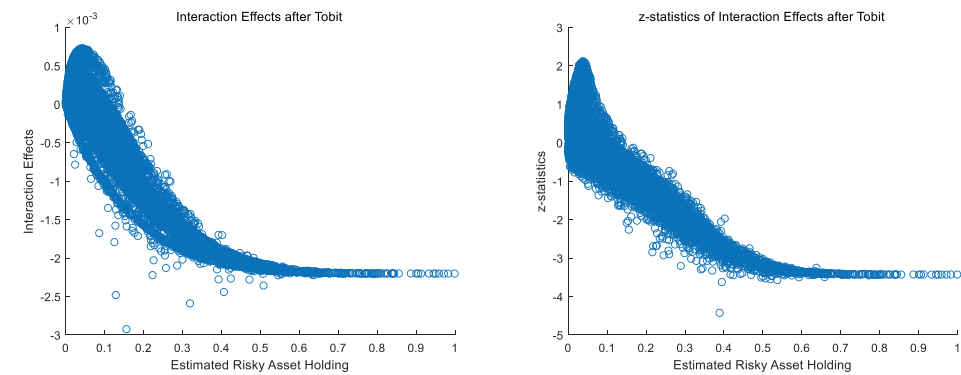 Interaction Effects after Tobit
×10⁻³
1
0.5
0
-0.5
-1
-1.5
-2
-2.5
-3
Interaction Effects
0 0.1 0.2 0.3 0.4 0.5 0.6 0.7 0.8 0.9 1
Estimated Risky Asset Holding
z-statistics of Interaction Effects after Tobit
3
2
1
0
-1
-2
-3
-4
-5
z-statistics
0 0.1 0.2 0.3 0.4 0.5 0.6 0.7 0.8 0.9 1
Estimated Risky Asset Holding